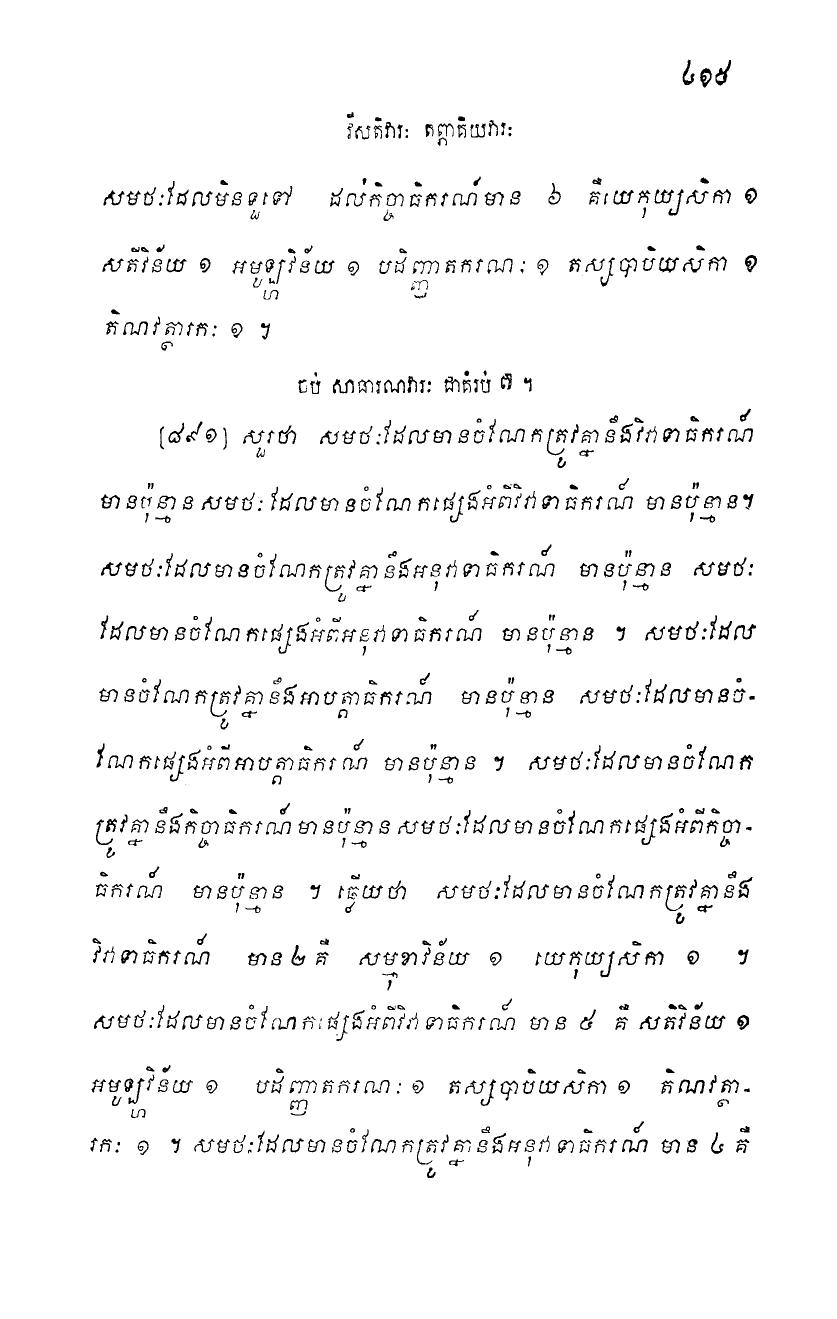 ៤១៥
វីសតិវារៈ តព្ភាគិយវារៈ
សមថៈដែលមិនទួទៅ ដល់កិច្ចាធិករណ៍មាន ៦ គឺយេភុយ្យសិកា ១
សតិវិន័យ ១ អមូឡ្ហវិន័យ ១ បដិញ្ញាតករណៈ ១ តស្សបាបិយសិកា ១
តិណវត្ថារកៈ ១ ។
ចប់ សាធារណវារៈ ជាគំរប់ ៧ ។
[៨៩១] សួរថា សមថៈដែលមានចំណែកត្រូវគ្នានឹងវិវាទាធិករណ៍
មានប៉ុន្មាន សមថៈ ដែលមានចំណែកផ្សេងអំពីវិវាទាធិករណ៍ មានប៉ុន្មាន។
សមថៈដែលមានចំណែកត្រូវគ្នានឹងអនុវាទាធិករណ៍ មានប៉ុន្មាន សមថៈ
ដែលមានចំណែកផ្សេងអំពីអនុវាទាធិករណ៍ មានប៉ុន្មាន ។ សមថៈដែល
មានចំណែកត្រូវគ្នានឹងអាបត្តាធិករណ៍ មានប៉ុន្មាន សមថៈដែលមានចំ-
ណែកផ្សេងអំពីអាបត្តាធិករណ៍ មានប៉ុន្មាន ។ សមថៈដែលមានចំណែក
ត្រូវគ្នានឹងកិច្ចាធិករណ៍មានប៉ុន្មាន សមថៈដែលមានចំណែកផ្សេងអំពីកិច្ចា-
ធិករណ៍ មានប៉ុន្មាន ។ ឆ្លើយថា សមថៈដែលមានចំណែកត្រូវគ្នានឹង
វិវាទាធិករណ៍ មាន២ គឺ សម្មុខាវិន័យ ១ យេភុយ្យសិកា ១ ។
សមថៈដែលមានចំណែកផ្សេងអំពីវិវាទាធិករណ៍ មាន ៥ គឺ សតិវិន័យ ១
អមូឡ្ហវិន័យ ១ បដិញ្ញាតករណៈ ១ តស្សបាបិយសិកា ១ តិណវត្ថា-
រកៈ ១ ។ សមថៈដែលមានចំណែកត្រូវគ្នានឹងអនុវាទាធិករណ៍ មាន ៤ គឺ